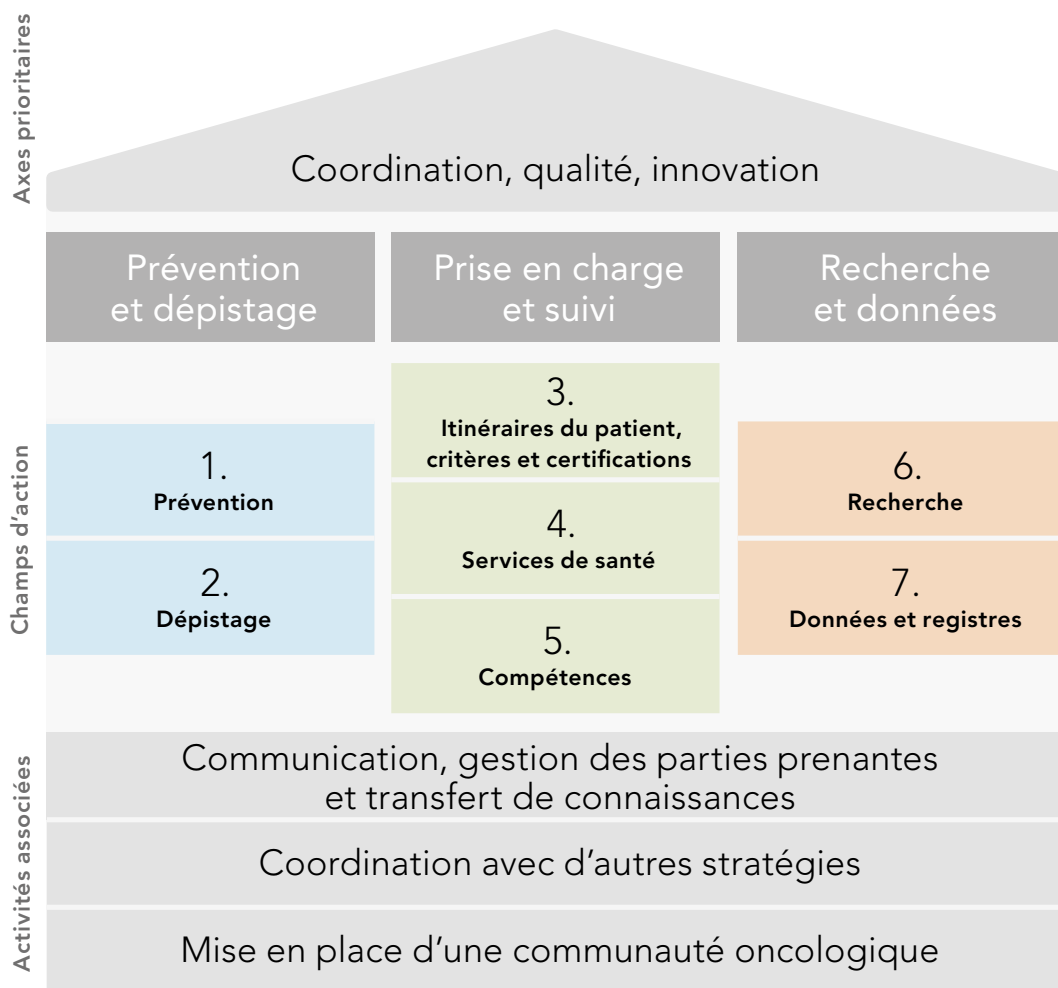 Axes prioritaires
Coordination, qualité, innovation
Prévention
et dépistage
Prise en charge
et suivi
Recherche
et données
Champs d’action
1.
Prévention
2.
Dépistage
3.
Itinéraires du patient,
critères et certifications
4.
Services de santé
5.
Compétences
6.
Recherche
7.
Données et registres
Activités associées
Communication, gestion des parties prenantes
et transfert de connaissances
Coordination avec d’autres stratégies
Mise en place d’une communauté oncologique